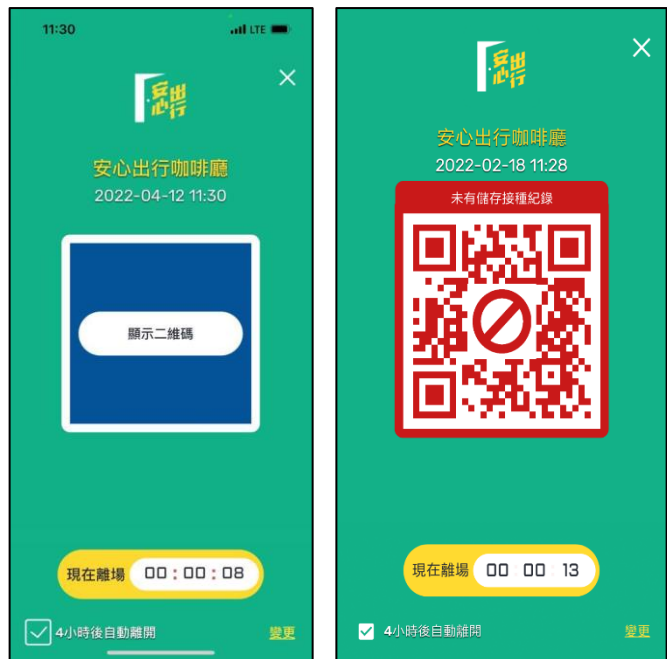 11:30
LTE
安心出行
安心出行咖啡廳
2022-04-12 11:30
顯示二維碼
現在離場 00:00:08
4小時後自動離開
變更
安心出行
安心出行咖啡廳
2022-02-18 11:28
未有儲存接種紀錄
現在離場 00 00 13
4小時後自動離開
變更